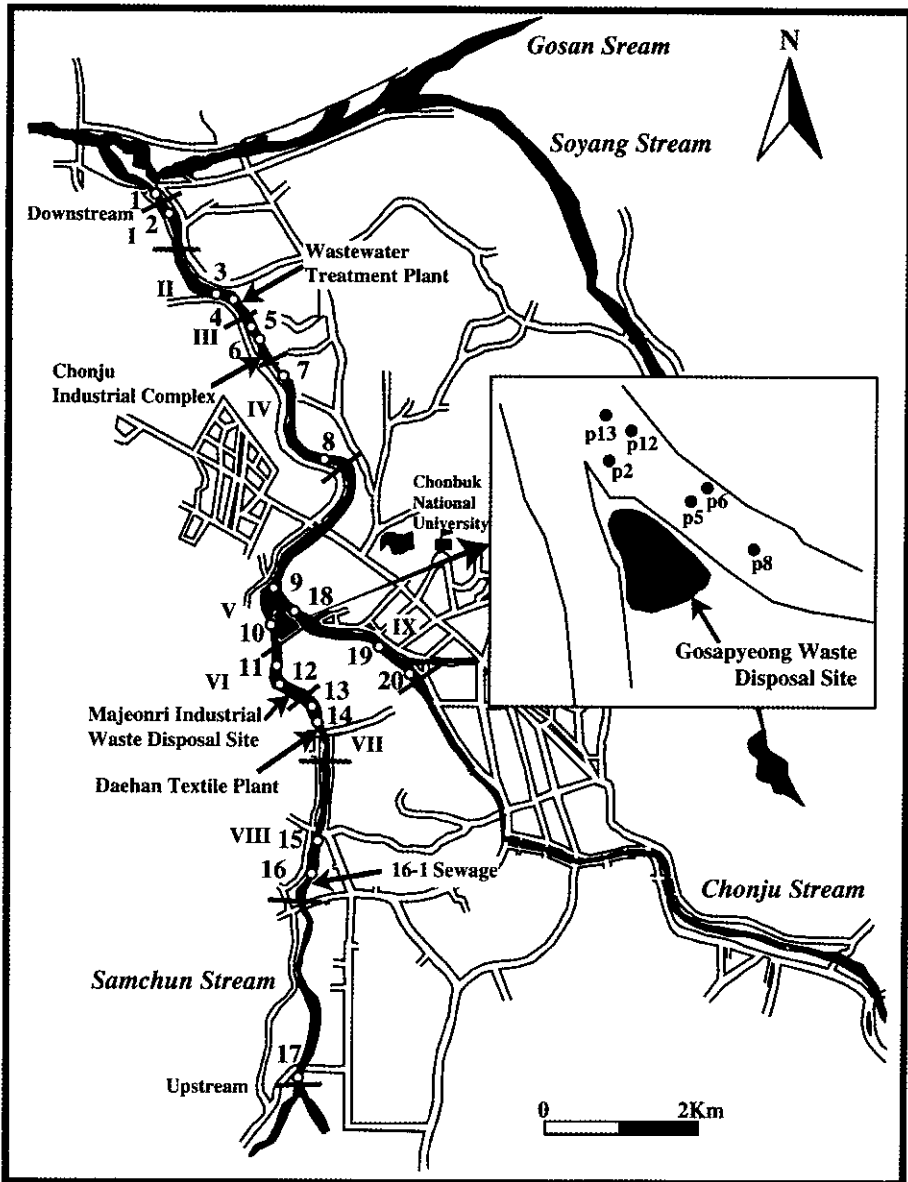 Gosan Sream
N
Soyang Stream
1
Downstream
2
I
Wastewater
Treatment Plant
3
II
4
5
III
6
Chonju
Industrial Complex
7
IV
8
Chonbuk
National
University
p13
p12
p2
p6
p5
p8
Gosapyeong Waste
Disposal Site
9
18
V
10
IX
19
20
11
12
VI
13
14
Majeonri Industrial
Waste Disposal Site
VII
Daehan Textile Plant
VIII
15
16
16-1 Sewage
Chonju Stream
Samchun Stream
17
Upstream
0
2Km